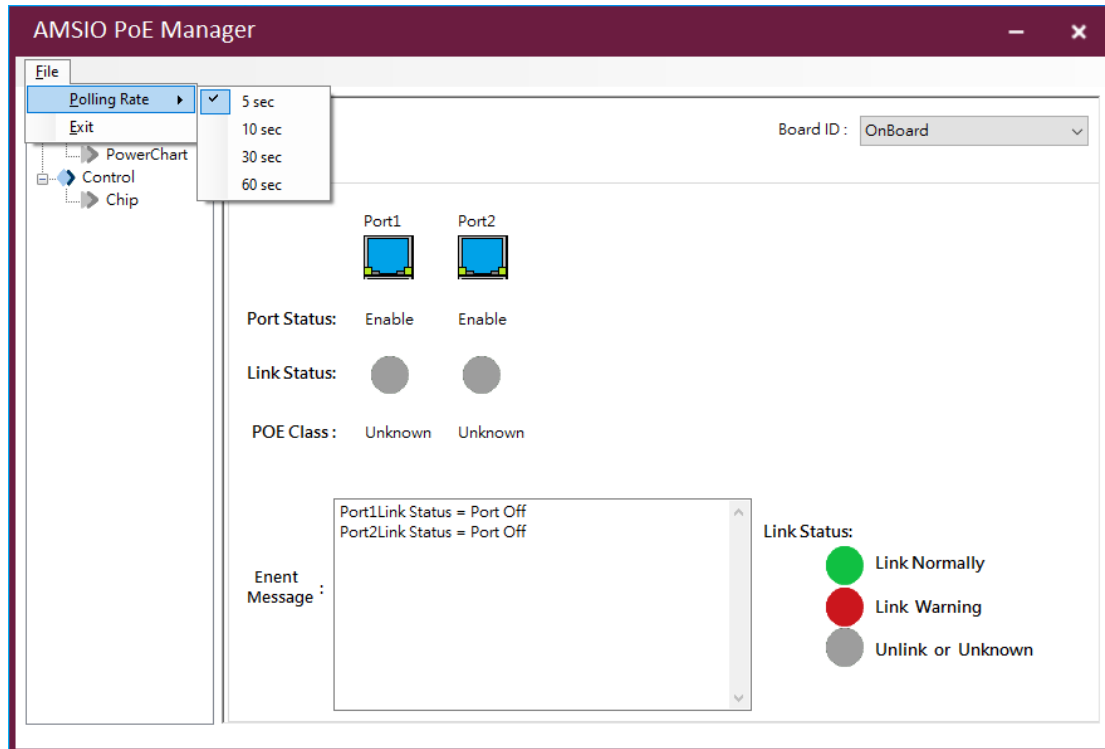 AMSIO PoE Manager
File
Polling Rate
Exit
5 sec
10 sec
30 sec
60 sec
PowerChart
Control
Chip
Board ID : OnBoard
Port1 Port2
Port Status: Enable Enable
Link Status:
POE Class : Unknown Unknown
Enent
Message :
Port1Link Status = Port Off
Port2Link Status = Port Off
Link Status:
Link Normally
Link Warning
Unlink or Unknown